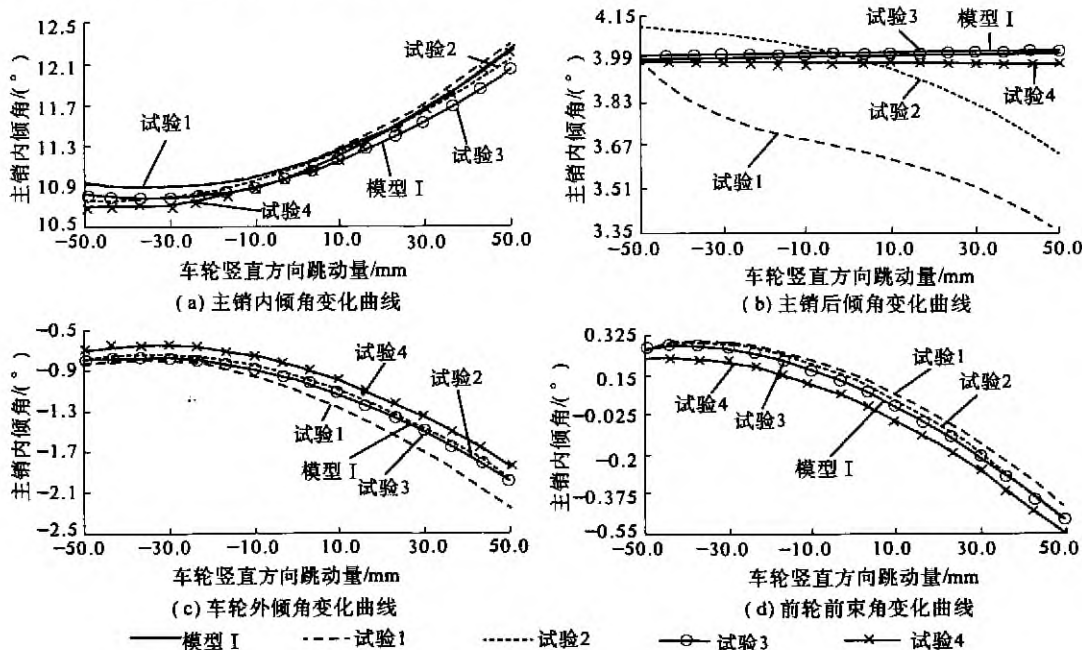 12.5
12.1
11.7
11.3
10.9
10.5
主销内倾角/(°)
试验1
试验2
试验3
模型Ⅰ
试验4
-50.0
-30.0
-10.0
10.0
30.0
50.0
车轮竖直方向跳动量/mm
(a) 主销内倾角变化曲线
4.15
3.99
3.83
3.67
3.51
3.35
主销内倾角/(°)
试验3
模型Ⅰ
试验2
试验4
试验1
-50.0
-30.0
-10.0
10.0
30.0
50.0
车轮竖直方向跳动量/mm
(b) 主销后倾角变化曲线
-0.5
-0.9
-1.3
-1.7
-2.1
-2.5
主销内倾角/(°)
试验4
试验2
试验1
模型Ⅰ
试验3
-50.0
-30.0
-10.0
10.0
30.0
50.0
车轮竖直方向跳动量/mm
(c) 车轮外倾角变化曲线
0.325
0.15
-0.025
-0.2
-0.375
-0.55
主销内倾角/(°)
试验1
试验2
试验4
试验3
模型Ⅰ
-50.0
-30.0
-10.0
10.0
30.0
50.0
车轮竖直方向跳动量/mm
(d) 前轮前束角变化曲线
模型Ⅰ 试验1 试验2 试验3 试验4